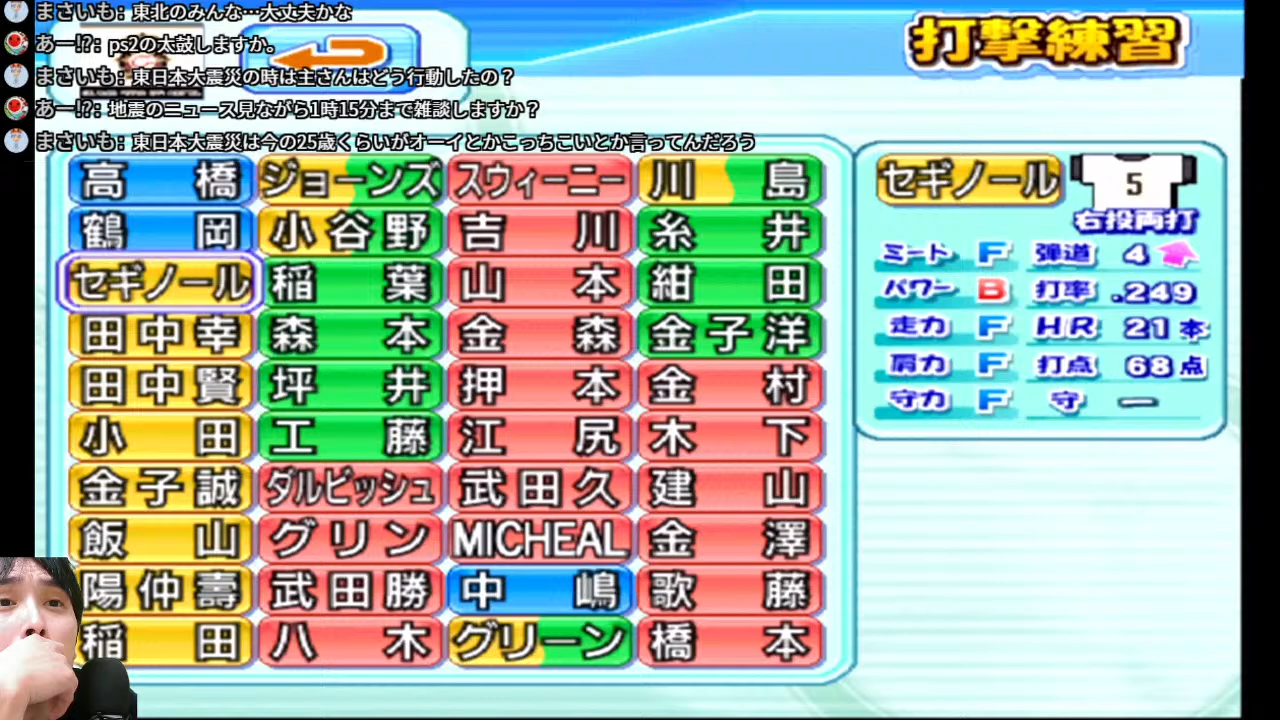 まさいも: 東北のみんな…大丈夫かな
あー!?: ps2の太鼓しますか。
まさいも: 東日本大震災の時は主さんはどう行動したの？
あー!?: 地震のニュース見ながら1時15分まで雑談しますか？
まさいも: 東日本大震災は今の25歳くらいがオーイとかこっちこいとか言ってんだろう
打撃練習
高橋 ジョーンズ スウィーニー 川島
鶴岡 小谷野 吉川 糸井
セギノール 稲葉 山本 紺田
田中幸 森本 金森 金子洋
田中賢 坪井 押本 金村
小田 工藤 江尻 木下
金子誠 ダルビッシュ 武田久 建山
飯山 グリン MICHEAL 金澤
陽仲壽 武田勝 中嶋 歌藤
稲田 八木 グリーン 橋本
セギノール 5
右投両打
ミート F 弾道 4
パワー B 打率 .249
走力 F HR 21本
肩力 F 打点 68点
守力 F 守 ―